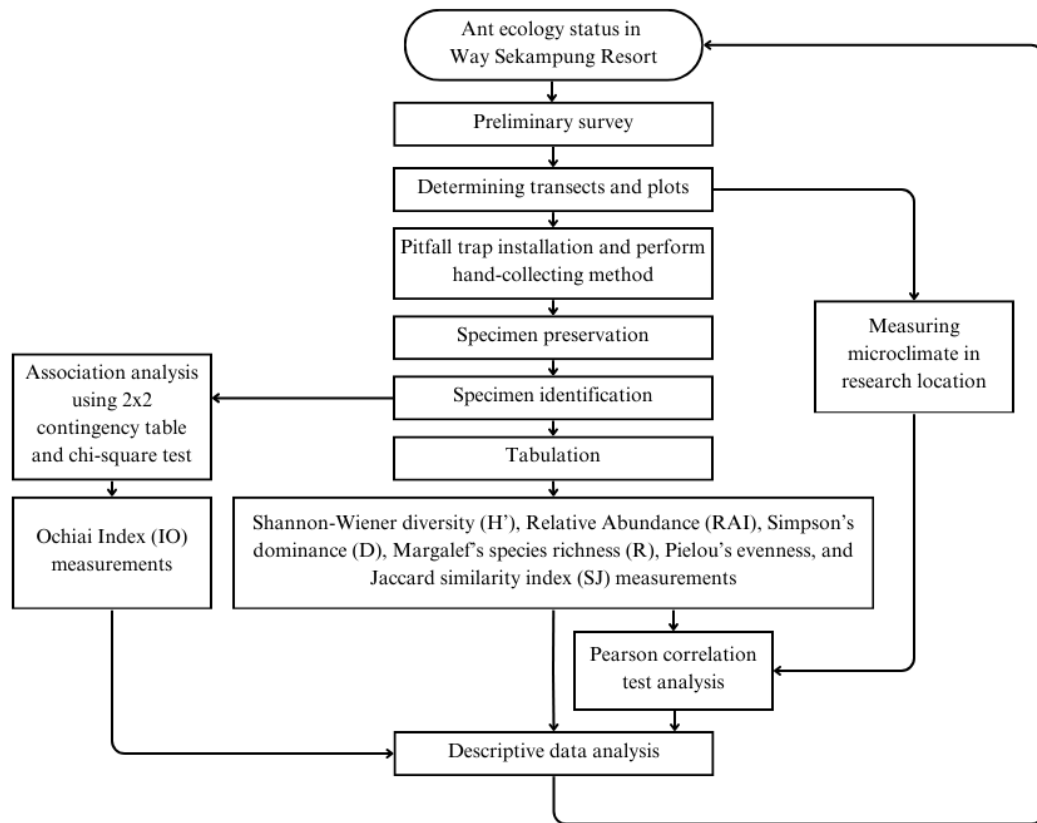 Ant ecology status in
Way Sekampung Resort
Preliminary survey
Determining transects and plots
Pitfall trap installation and perform
hand-collecting method
Specimen preservation
Measuring
microclimate in
research location
Association analysis
using 2x2
contingency table
and chi-square test
Specimen identification
Tabulation
Ochiai Index (IO)
measurements
Shannon-Wiener diversity (H’), Relative Abundance (RAI), Simpson’s
dominance (D), Margalef’s species richness (R), Pielou’s evenness, and
Jaccard similarity index (SJ) measurements
Pearson correlation
test analysis
Descriptive data analysis